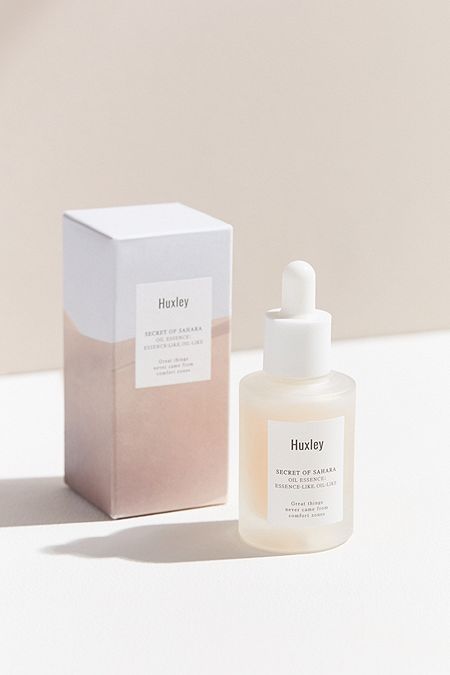 Huxley
SECRET OF SAHARA
OIL ESSENCE;
ESSENCE-LIKE, OIL-LIKE
Great things
never came from
comfort zones
Huxley
SECRET OF SAHARA
OIL ESSENCE;
ESSENCE-LIKE, OIL-LIKE
Great things
never came from
comfort zones